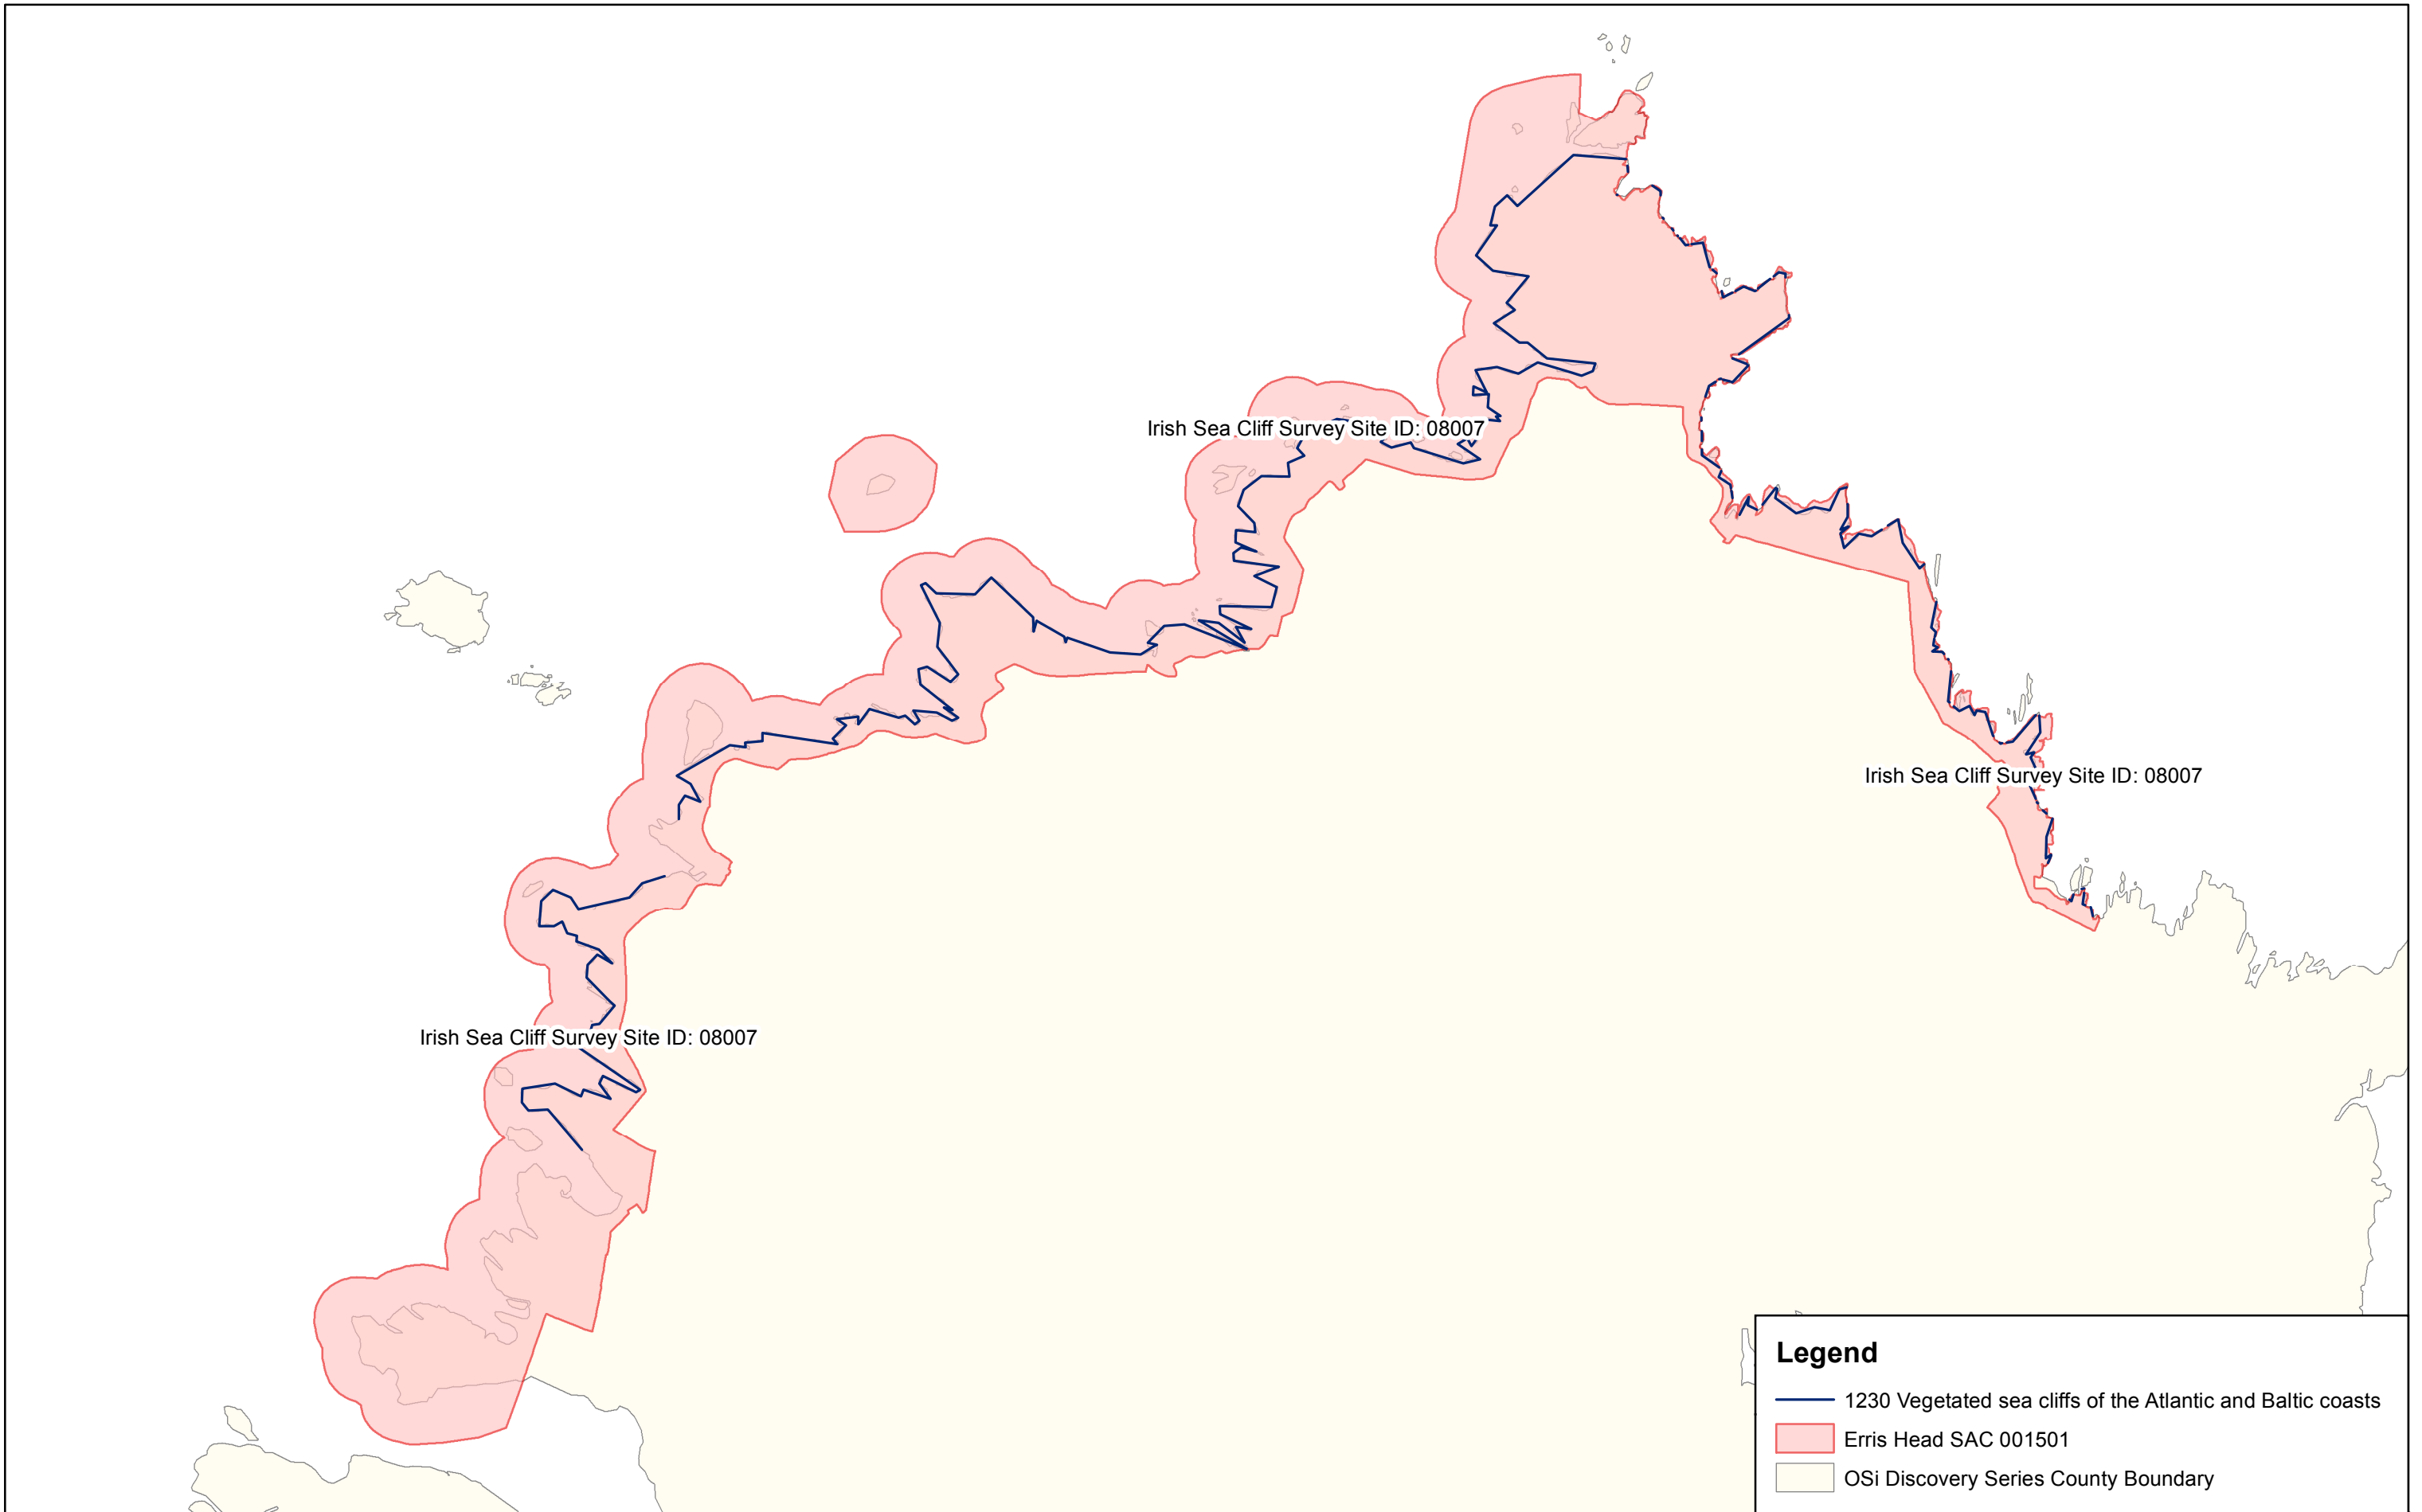 Irish Sea Cliff Survey Site ID: 08007
Irish Sea Cliff Survey Site ID: 08007
Irish Sea Cliff Survey Site ID: 08007
Legend
1230 Vegetated sea cliffs of the Atlantic and Baltic coasts
Erris Head SAC 001501
OSi Discovery Series County Boundary